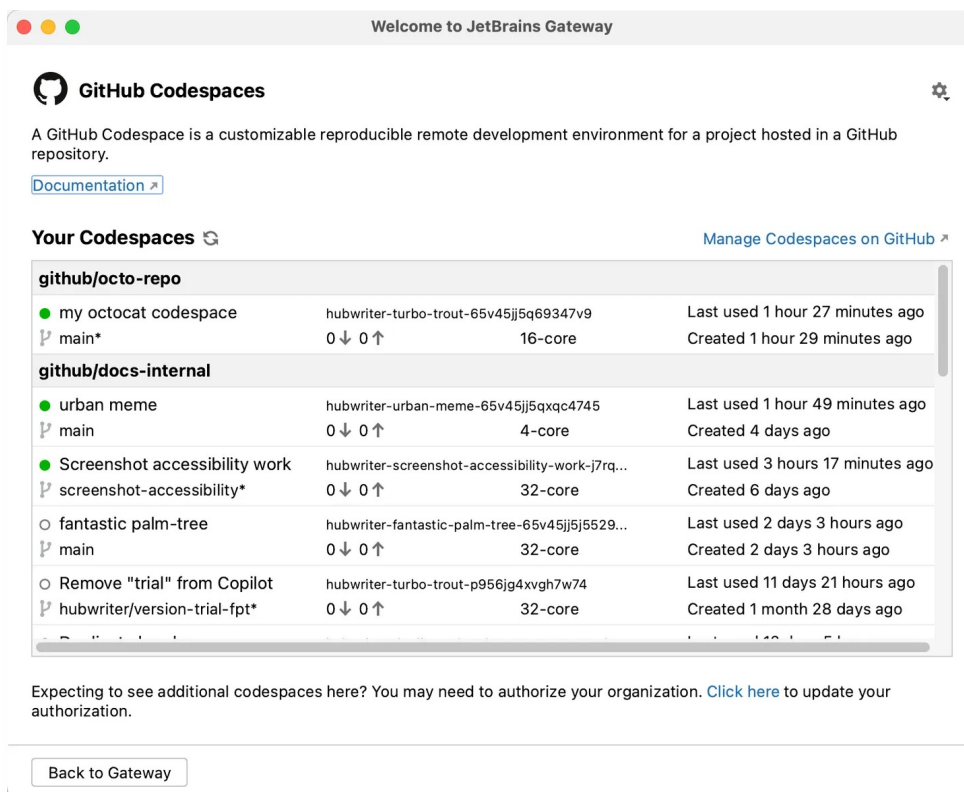 Welcome to JetBrains Gateway
GitHub Codespaces
A GitHub Codespace is a customizable reproducible remote development environment for a project hosted in a GitHub
repository.
Documentation ↗
Your Codespaces
Manage Codespaces on GitHub ↗
github/octo-repo
my octocat codespace hubwriter-turbo-trout-65v45jj5q69347v9 Last used 1 hour 27 minutes ago
main* 0↓ 0↑ 16-core Created 1 hour 29 minutes ago
github/docs-internal
urban meme hubwriter-urban-meme-65v45jj5qxqc4745 Last used 1 hour 49 minutes ago
main 0↓ 0↑ 4-core Created 4 days ago
Screenshot accessibility work hubwriter-screenshot-accessibility-work-j7rq... Last used 3 hours 17 minutes ago
screenshot-accessibility* 0↓ 0↑ 32-core Created 6 days ago
fantastic palm-tree hubwriter-fantastic-palm-tree-65v45jj5j5529... Last used 2 days 3 hours ago
main 0↓ 0↑ 32-core Created 2 days 3 hours ago
Remove "trial" from Copilot hubwriter-turbo-trout-p956jg4xvgh7w74 Last used 11 days 21 hours ago
hubwriter/version-trial-fpt* 0↓ 0↑ 32-core Created 1 month 28 days ago
Expecting to see additional codespaces here? You may need to authorize your organization. Click here to update your
authorization.
Back to Gateway